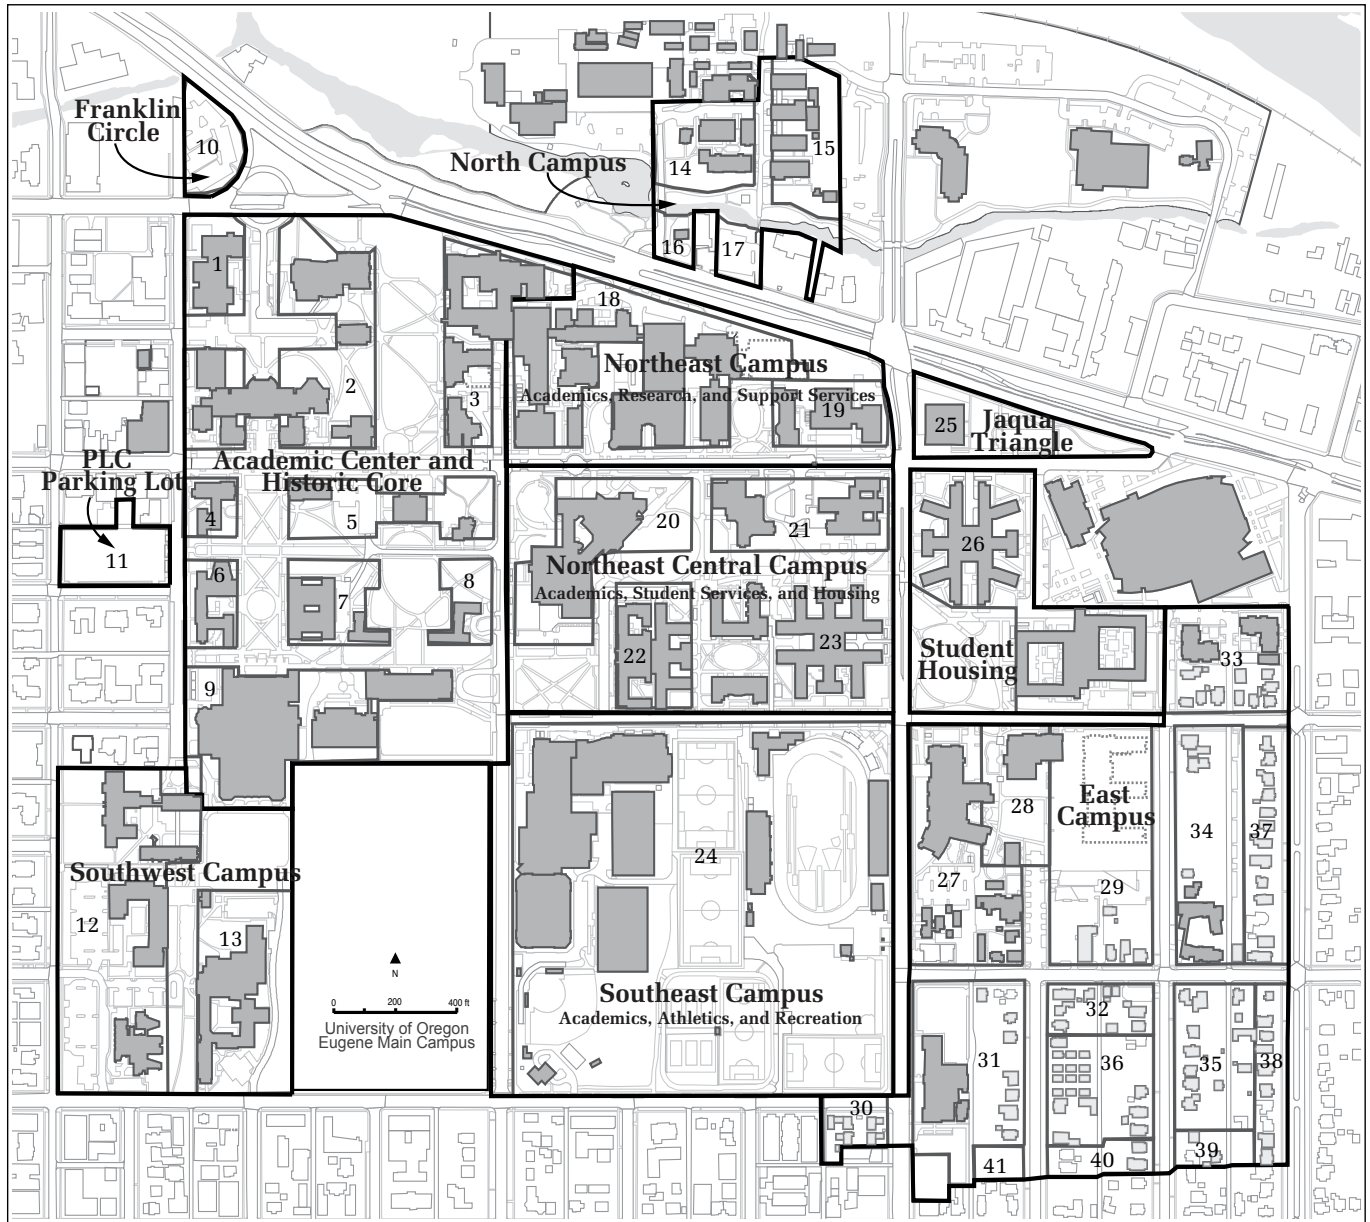 Franklin
Circle
10
North Campus
14
15
16
17
1
2
3
18
Northeast Campus
Academics, Research, and Support Services
19
25
Jaqua
Triangle
PLC
Parking Lot
11
Academic Center and
Historic Core
4
5
6
7
8
9
20
21
Northeast Central Campus
Academics, Student Services, and Housing
22
23
26
Student
Housing
33
Southwest Campus
12
13
N
0 200 400 ft
University of Oregon
Eugene Main Campus
24
Southeast Campus
Academics, Athletics, and Recreation
27
28
East
Campus
29
34
37
30
31
32
36
35
38
41
40
39